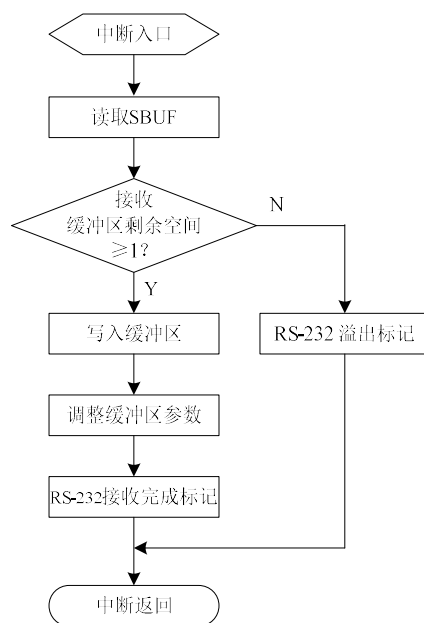 中断入口
读取SBUF
接收
缓冲区剩余空间
≥1?
N
Y
写入缓冲区
RS-232 溢出标记
调整缓冲区参数
RS-232接收完成标记
中断返回